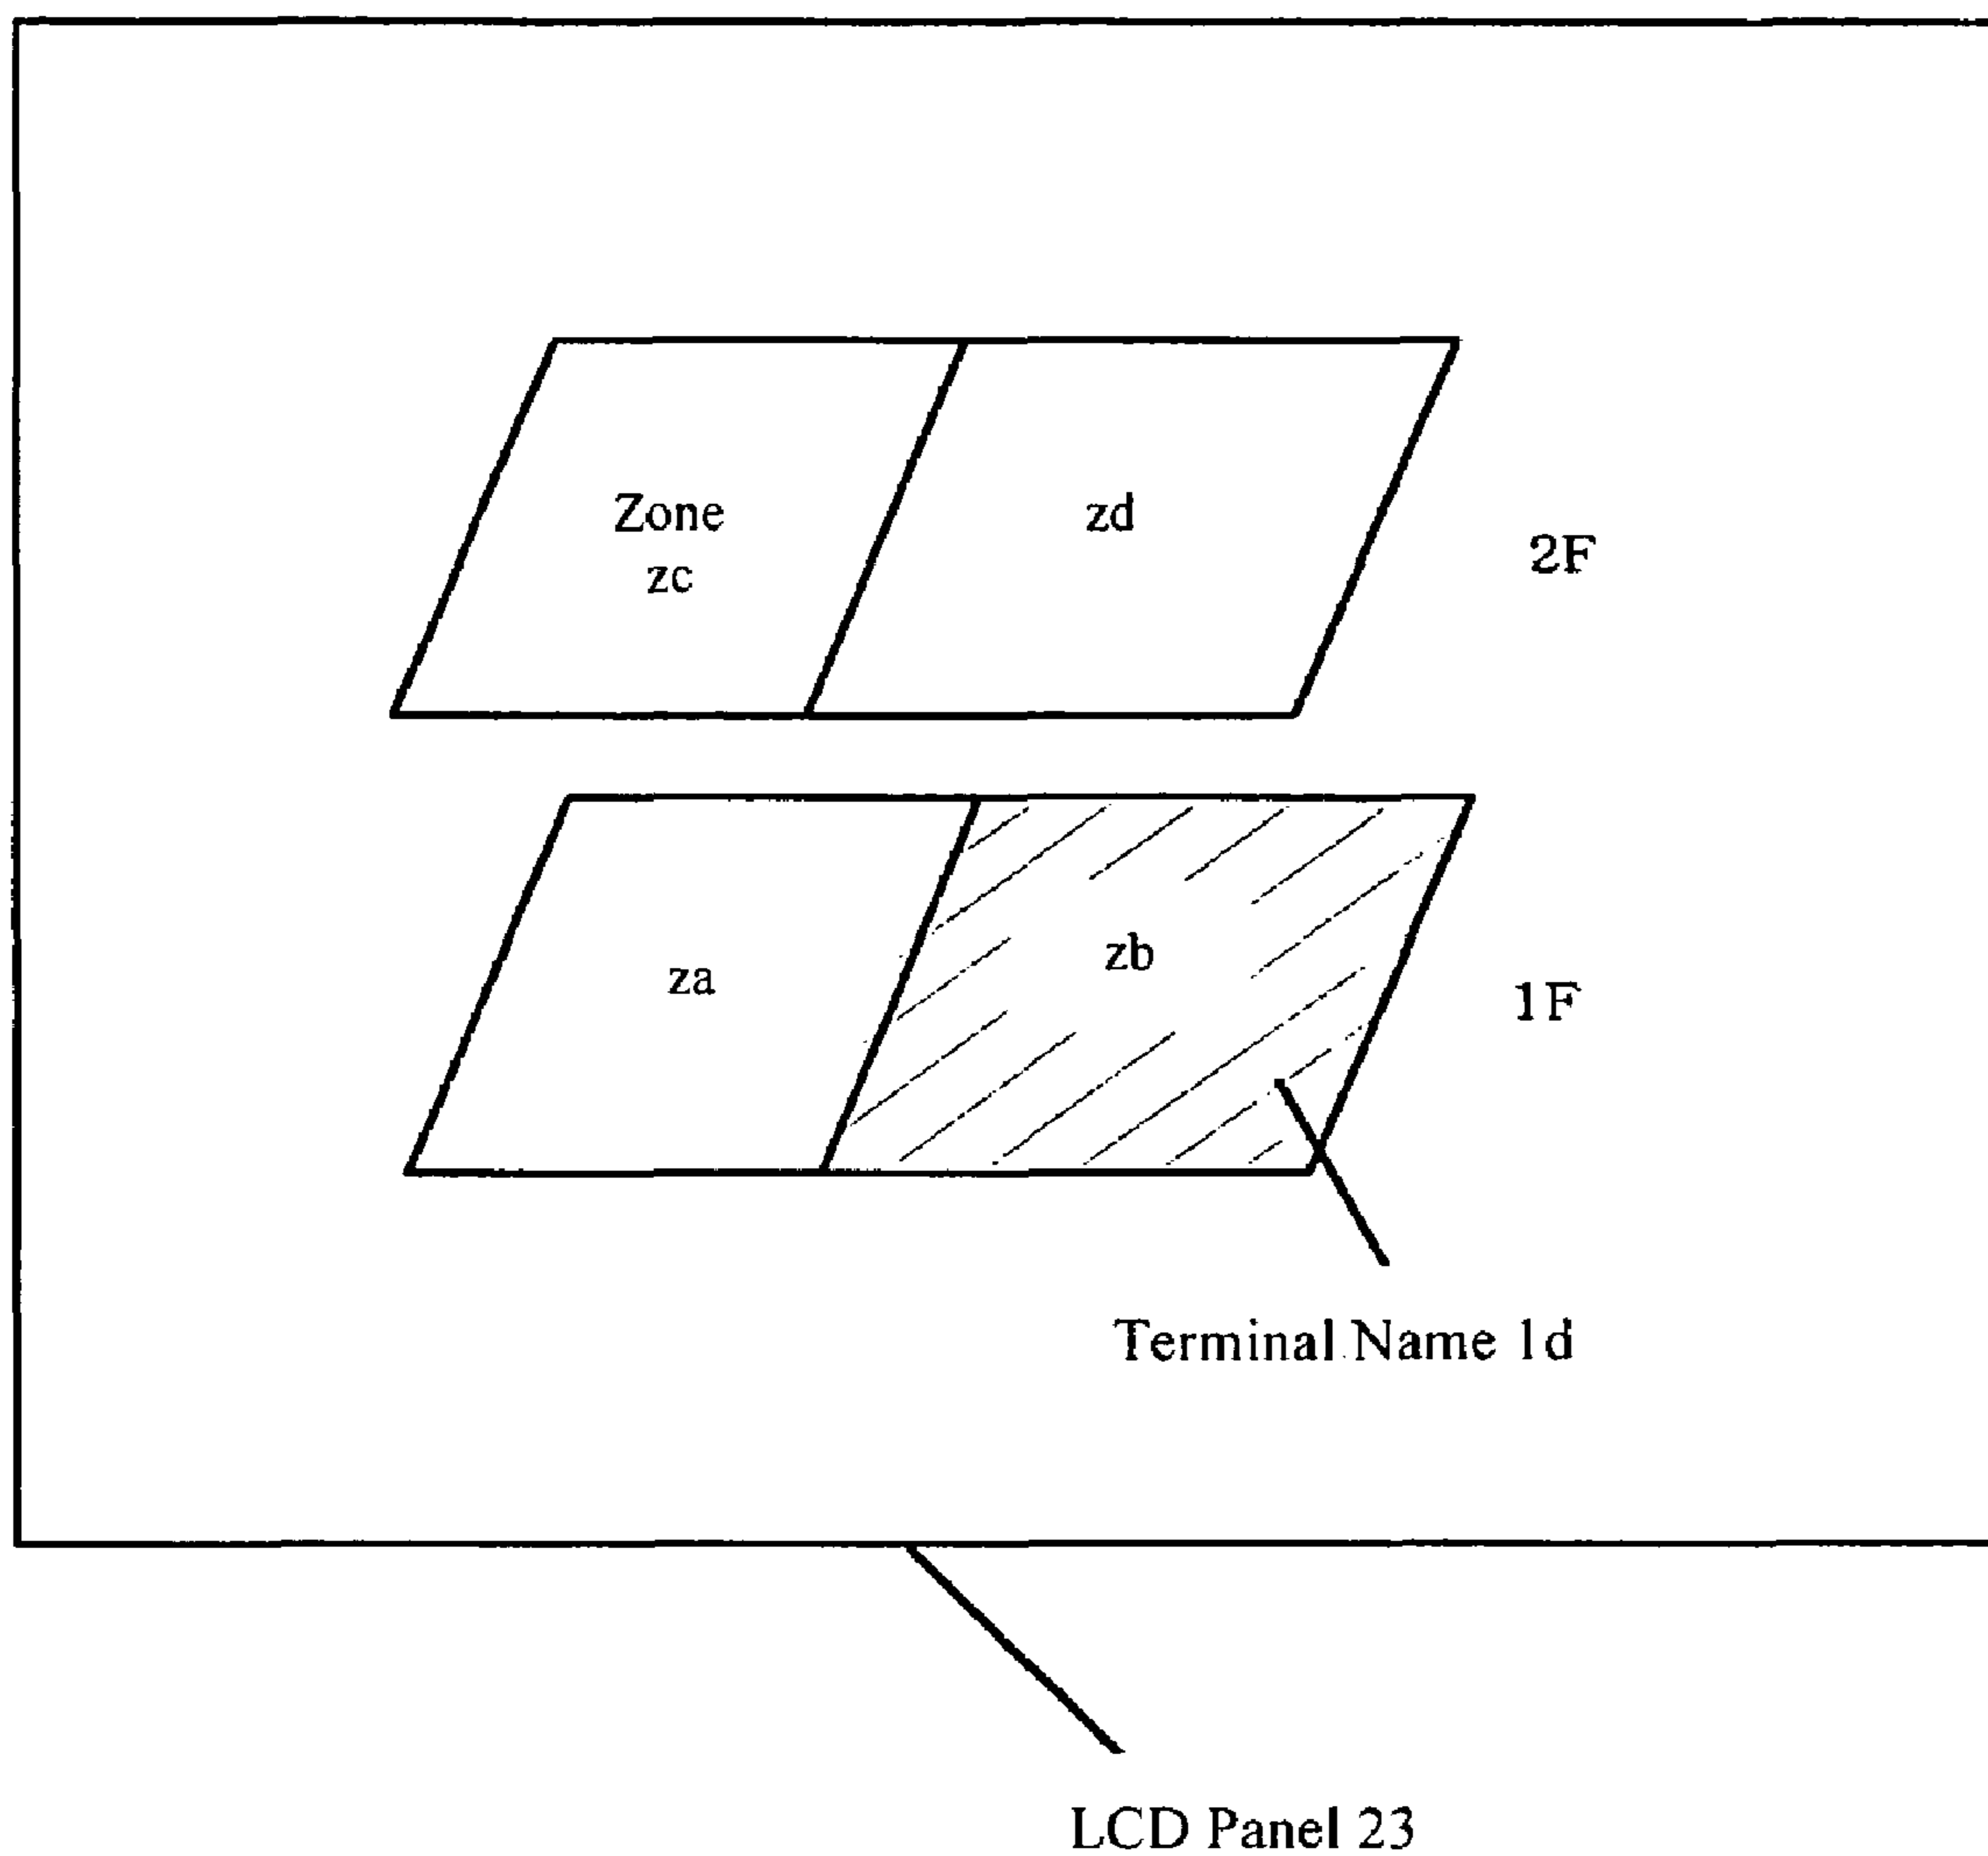 Zone
zc
zd
2F
za
zb
1F
Terminal Name 1d
LCD Panel 23